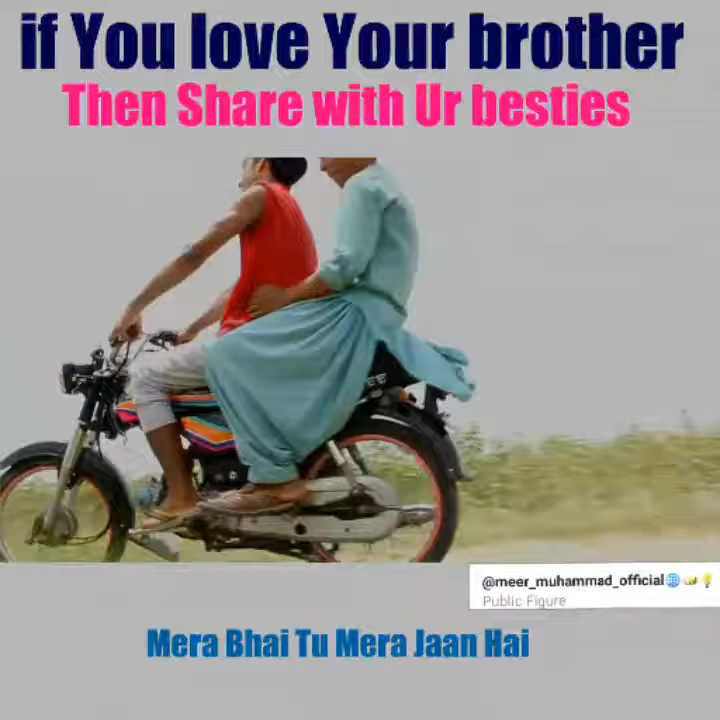 if You love Your brother
Then Share with Ur besties
@meer_muhammad_official
Public Figure
Mera Bhai Tu Mera Jaan Hai